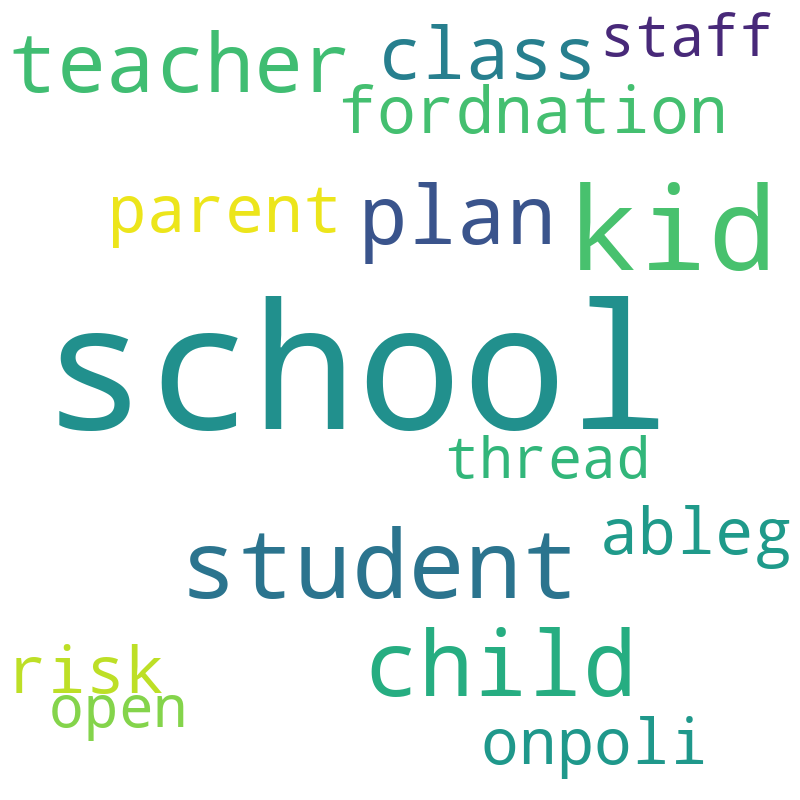 teacher
class
staff
fordnation
parent
plan
kid
school
thread
ableg
student
child
risk
open
onpoli